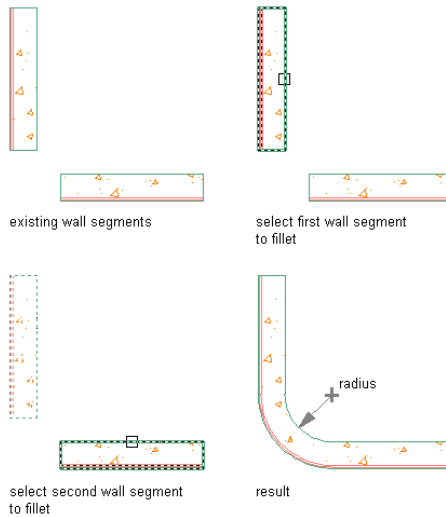 existing wall segments
select first wall segment
to fillet
radius
select second wall segment
to fillet
result